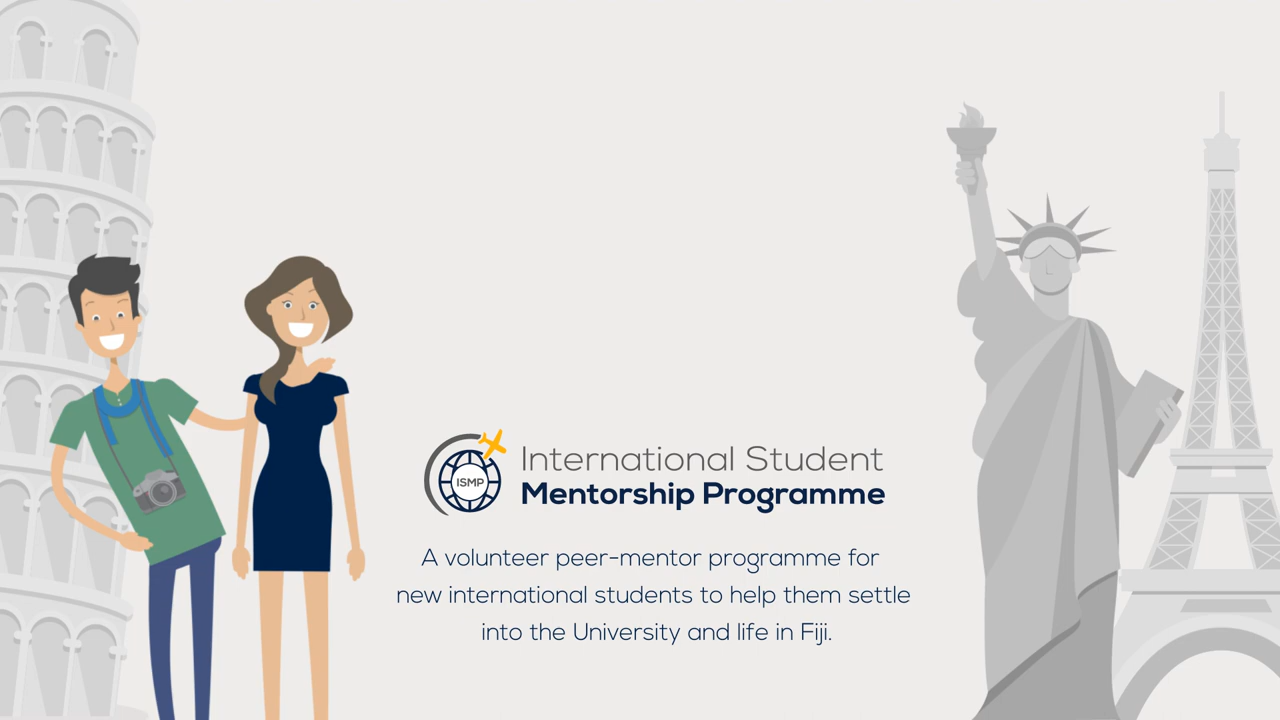 ISMP
International Student
Mentorship Programme
A volunteer peer-mentor programme for
new international students to help them settle
into the University and life in Fiji.